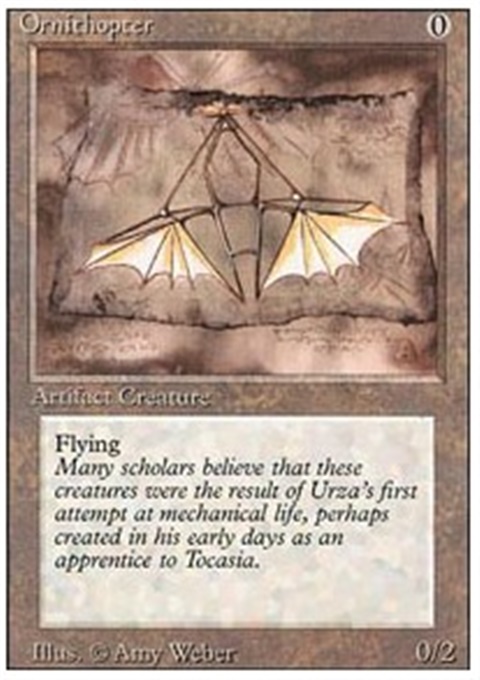 Ornithopter 0
Artifact Creature
Flying
Many scholars believe that these
creatures were the result of Urza's first
attempt at mechanical life, perhaps
created in his early days as an
apprentice to Tocasia.
Illus. © Amy Weber 0/2